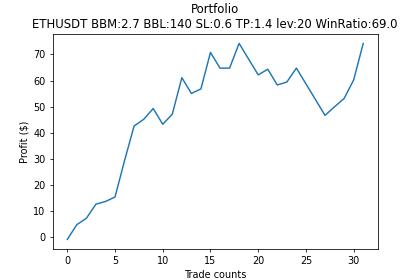 Portfolio
ETHUSDT BBM:2.7 BBL:140 SL:0.6 TP:1.4 lev:20 WinRatio:69.0
70
60
50
40
30
20
10
0
Profit ($)
0 5 10 15 20 25 30
Trade counts